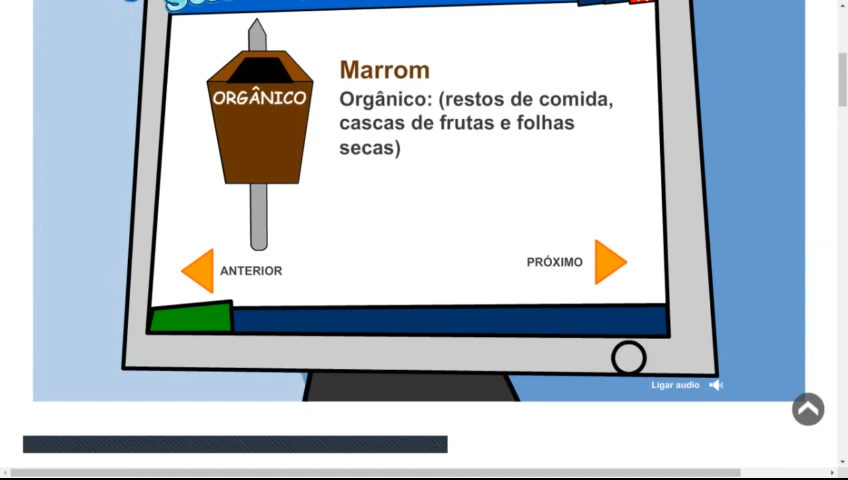 Marrom
ORGÂNICO
Orgânico: (restos de comida,
cascas de frutas e folhas
secas)
ANTERIOR
PRÓXIMO
Ligar audio